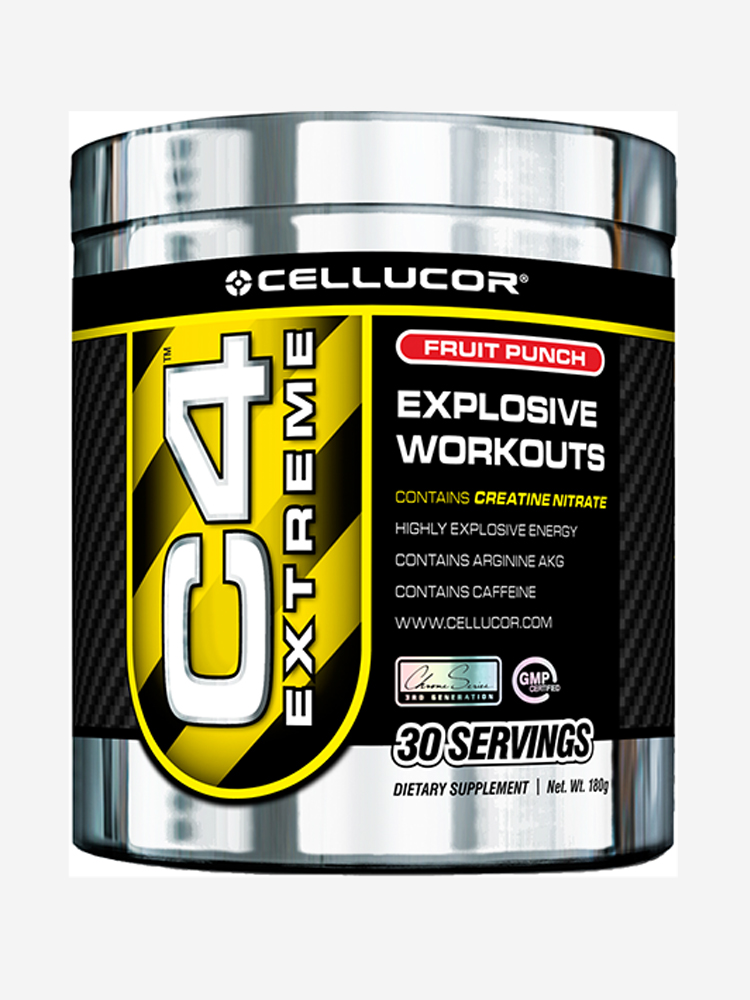 CELLUCOR®
C4™
EXTREME
FRUIT PUNCH
EXPLOSIVE
WORKOUTS
CONTAINS CREATINE NITRATE
HIGHLY EXPLOSIVE ENERGY
CONTAINS ARGININE AKG
CONTAINS CAFFEINE
WWW.CELLUCOR.COM
Chrome Series
3RD GENERATION
GMP
CERTIFIED
30 SERVINGS
DIETARY SUPPLEMENT | Net. Wt. 180g